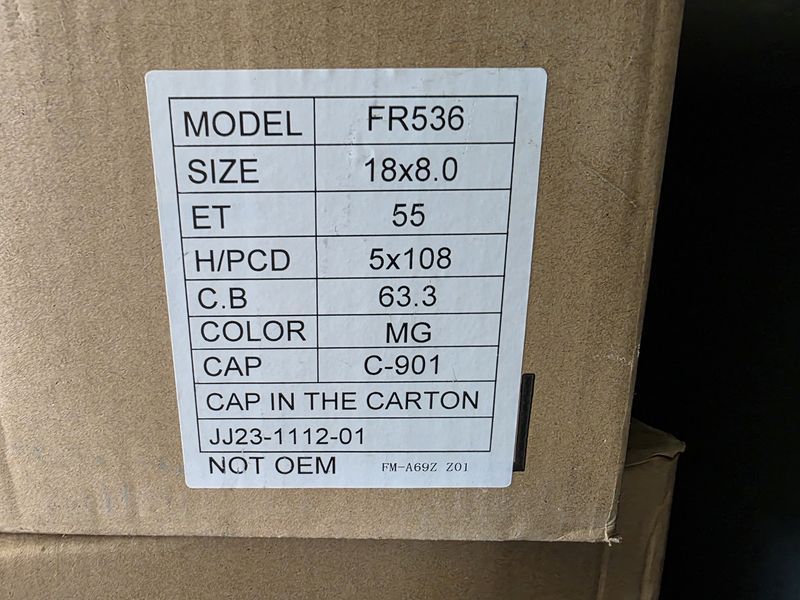 MODEL FR536
SIZE 18x8.0
ET 55
H/PCD 5x108
C.B 63.3
COLOR MG
CAP C-901
CAP IN THE CARTON
JJ23-1112-01
NOT OEM FM-A69Z Z01